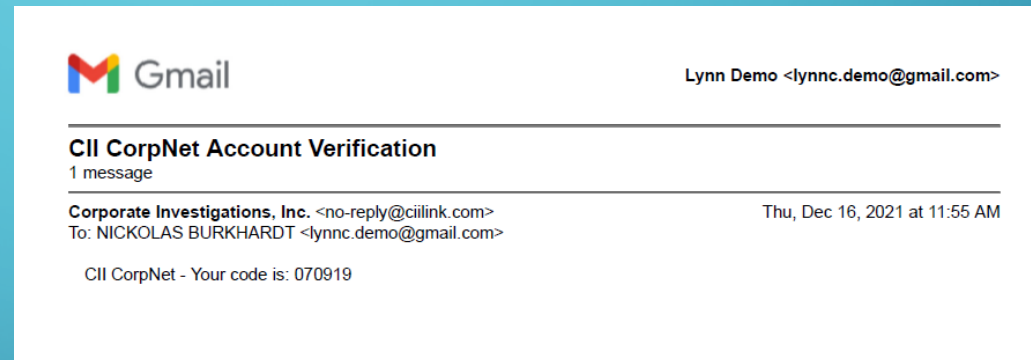 Gmail
Lynn Demo <lynnc.demo@gmail.com>
CII CorpNet Account Verification
1 message
Corporate Investigations, Inc. <no-reply@ciilink.com>
Thu, Dec 16, 2021 at 11:55 AM
To: NICKOLAS BURKHARDT <lynnc.demo@gmail.com>
CII CorpNet - Your code is: 070919